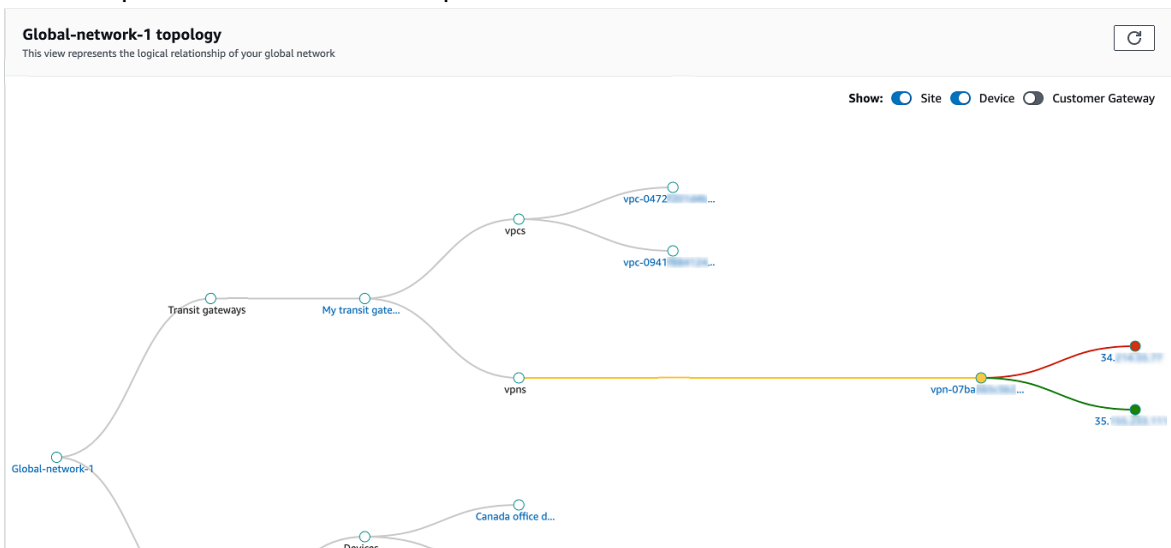 Global-network-1 topology
This view represents the logical relationship of your global network
Show: Site Device Customer Gateway
vpc-0472 ...
vpcs
vpc-0941 ...
Transit gateways
My transit gate...
34.
vpns
vpn-07ba ...
35.
Global-network-1
Canada office d...
Devices